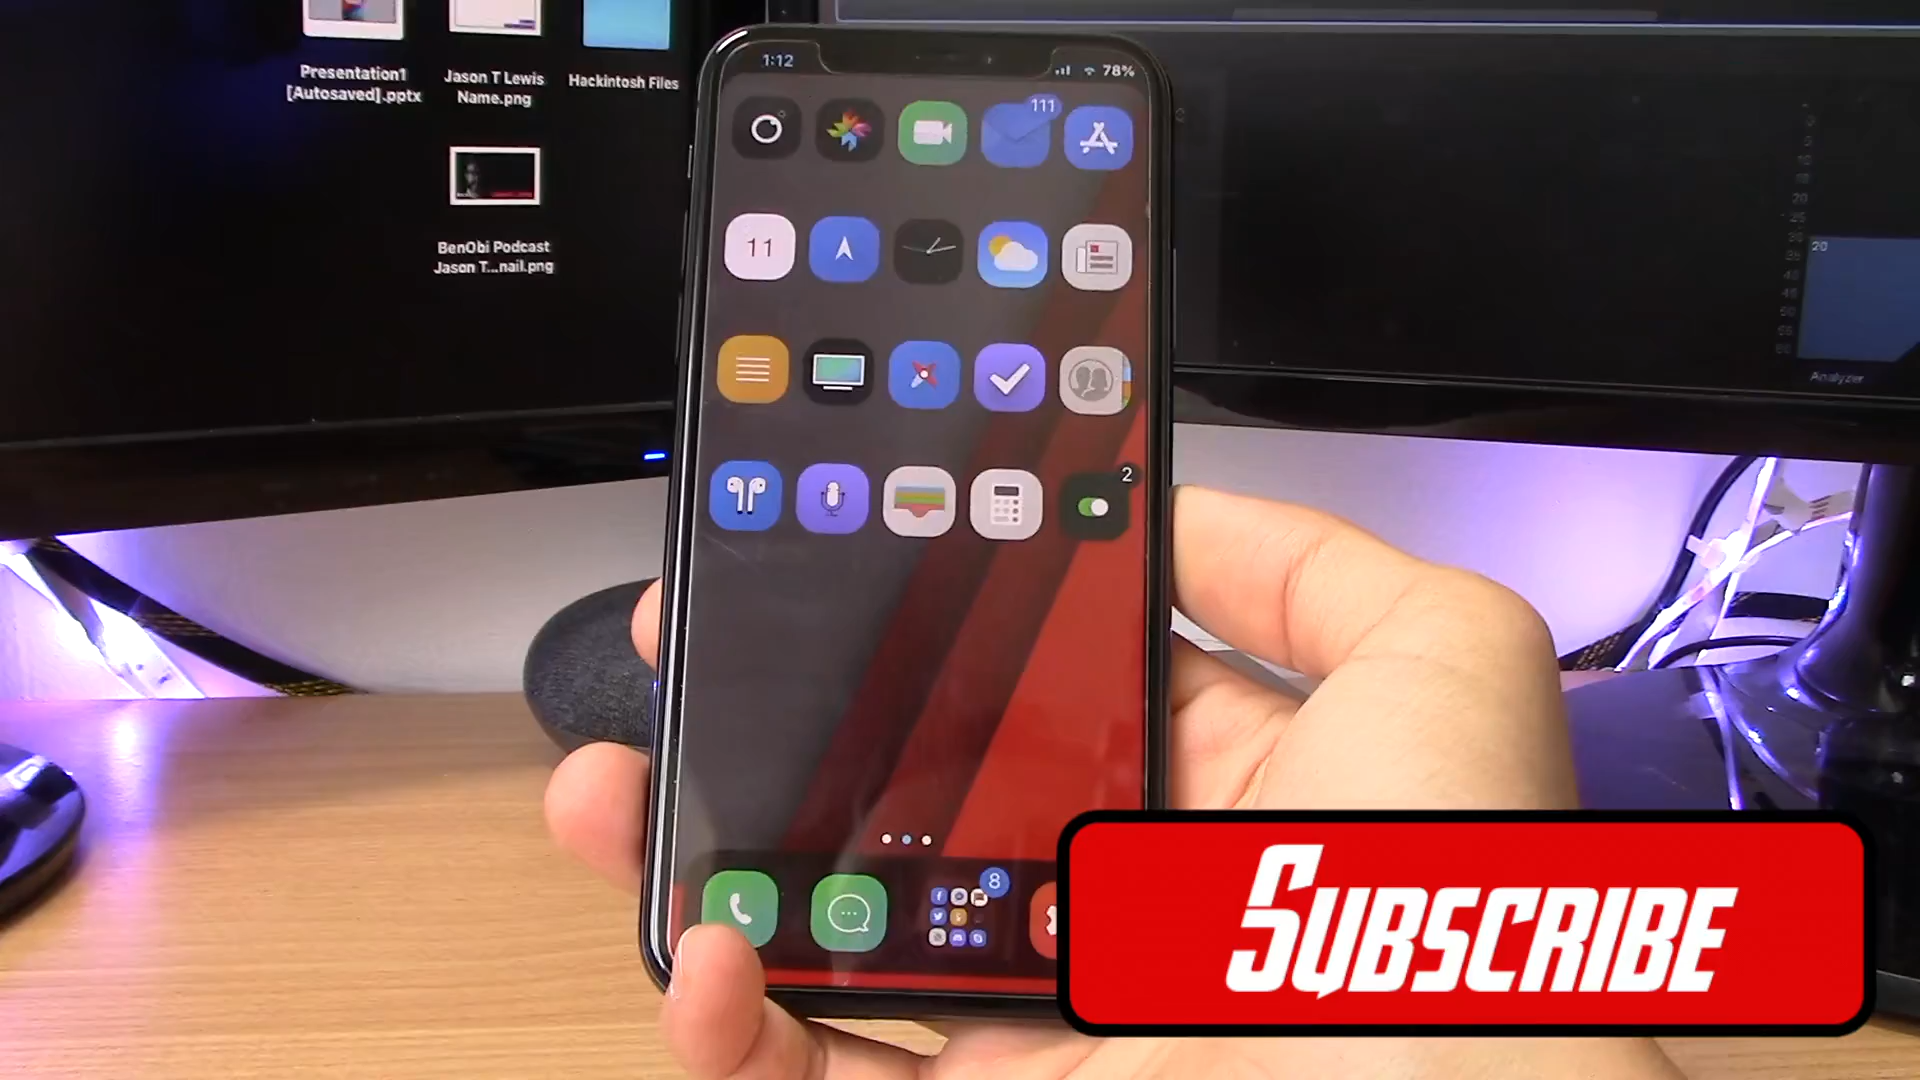 Presentation1
[Autosaved].pptx
Jason T Lewis
Name.png
Hackintosh Files
BenObi Podcast
Jason T...nail.png
1:12
78%
111
11
2
8
20
Analyzer
SUBSCRIBE